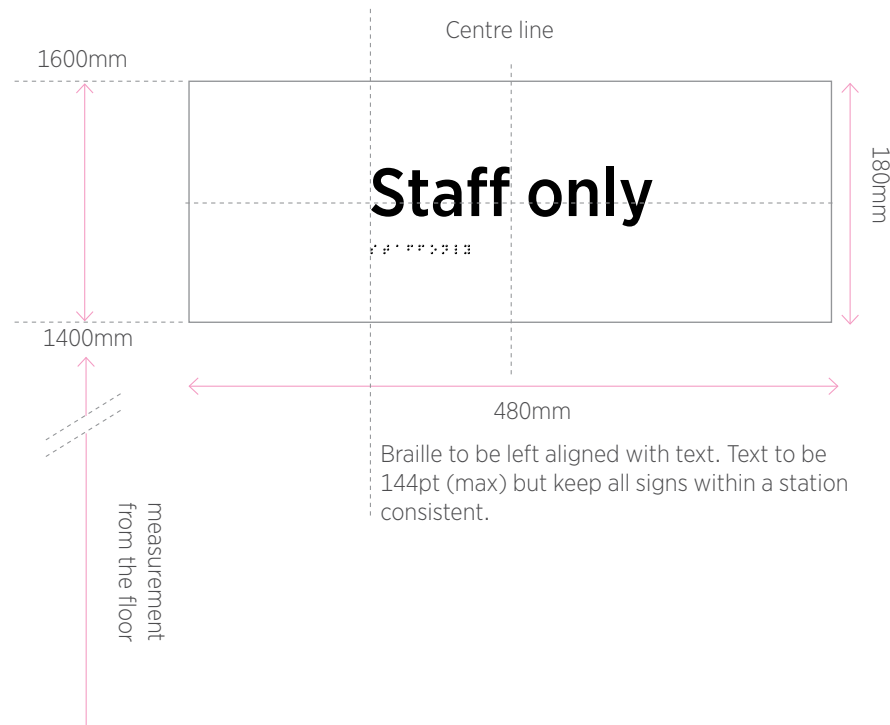 Centre line
1600mm
180mm
Staff only
1400mm
480mm
Braille to be left aligned with text. Text to be
144pt (max) but keep all signs within a station
consistent.
measurement
from the floor